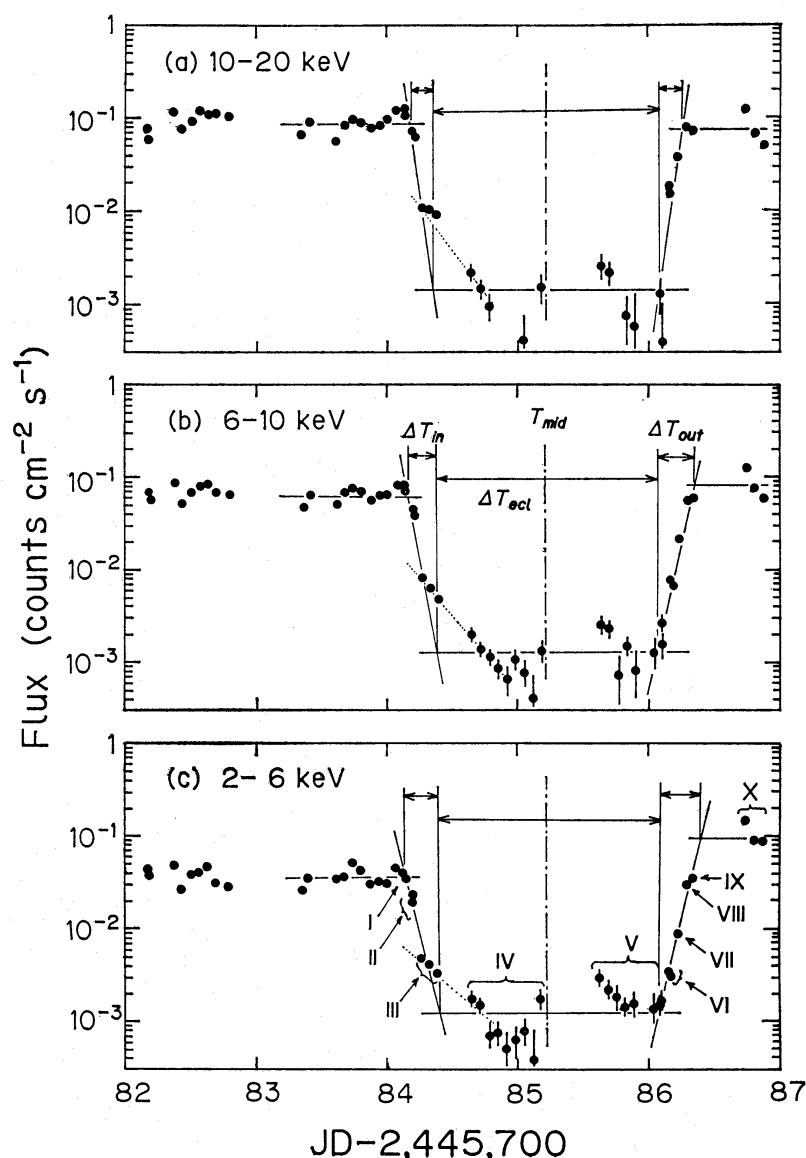 Flux (counts cm⁻² s⁻¹)
(a) 10-20 keV
1
10⁻¹
10⁻²
10⁻³
(b) 6-10 keV
ΔT_in
T_mid
ΔT_out
ΔT_ecl
1
10⁻¹
10⁻²
10⁻³
(c) 2-6 keV
X
1
10⁻¹
10⁻²
10⁻³
I
II
III
IV
V
IX
VIII
VII
VI
82 83 84 85 86 87
JD-2,445,700